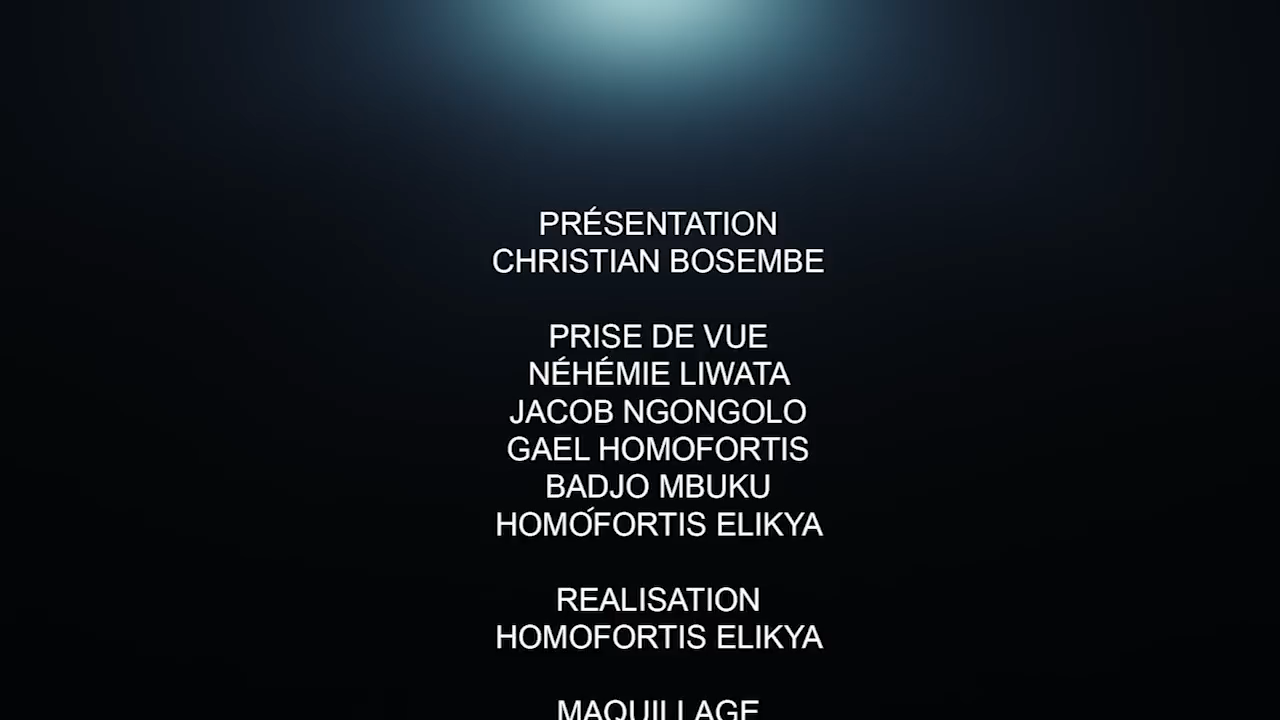 PRÉSENTATION
CHRISTIAN BOSEMBE
PRISE DE VUE
NÉHÉMIE LIWATA
JACOB NGONGOLO
GAEL HOMOFORTIS
BADJO MBUKU
HOMÓFORTIS ELIKYA
REALISATION
HOMOFORTIS ELIKYA
MAQUILLAGE